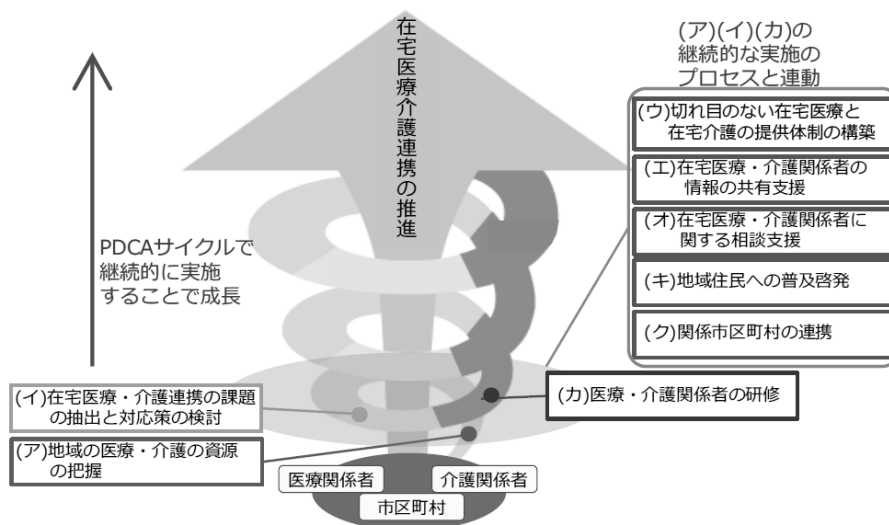 在宅医療介護連携の推進
(ア)(イ)(カ)の
継続的な実施の
プロセスと連動
(ウ)切れ目のない在宅医療と
在宅介護の提供体制の構築
(エ)在宅医療・介護関係者の
情報の共有支援
(オ)在宅医療・介護関係者に
関する相談支援
(キ)地域住民への普及啓発
(ク)関係市区町村の連携
PDCAサイクルで
継続的に実施
することで成長
(イ)在宅医療・介護連携の課題
の抽出と対応策の検討
(カ)医療・介護関係者の研修
(ア)地域の医療・介護の資源
の把握
医療関係者
介護関係者
市区町村